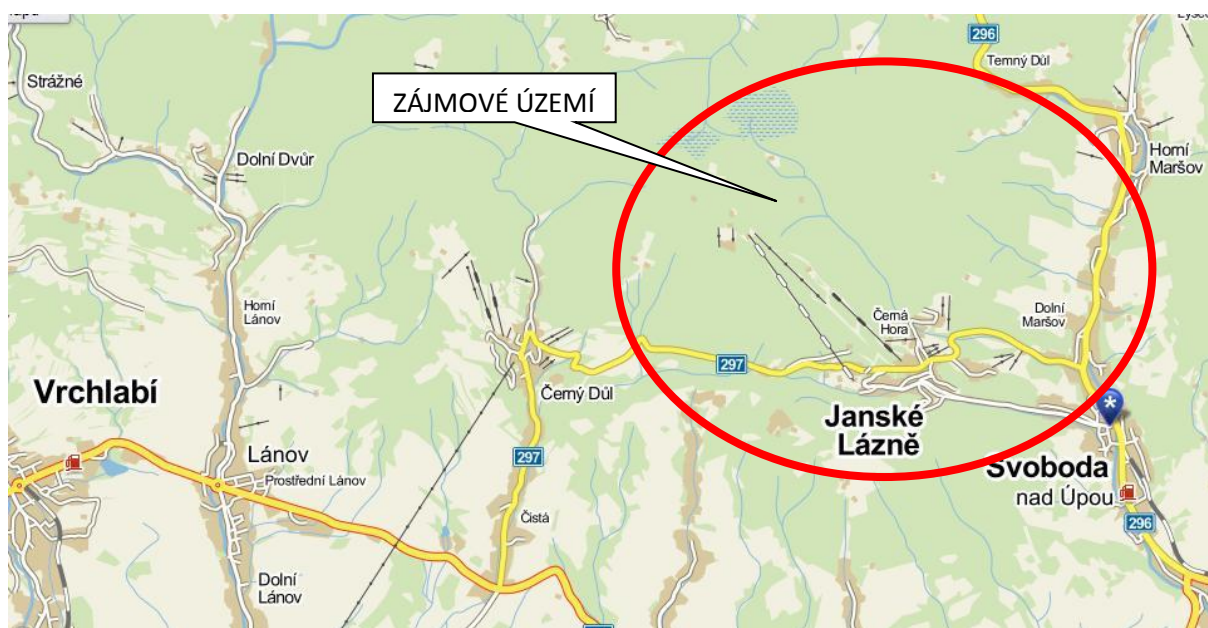 296
Temný Důl
Strážné
ZÁJMOVÉ ÚZEMÍ
Dolní Dvůr
Horní
Maršov
Horní
Lánov
Černá
Hora
Dolní
Maršov
297
Vrchlabí
Černý Důl
Janské
Lázně
Lánov
297
Svoboda
nad Úpou
Prostřední Lánov
Čistá
296
Dolní
Lánov